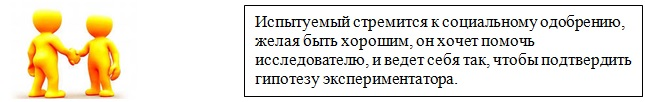 Испытуемый стремится к социальному одобрению,
желая быть хорошим, он хочет помочь
исследователю, и ведет себя так, чтобы подтвердить
гипотезу экспериментатора.